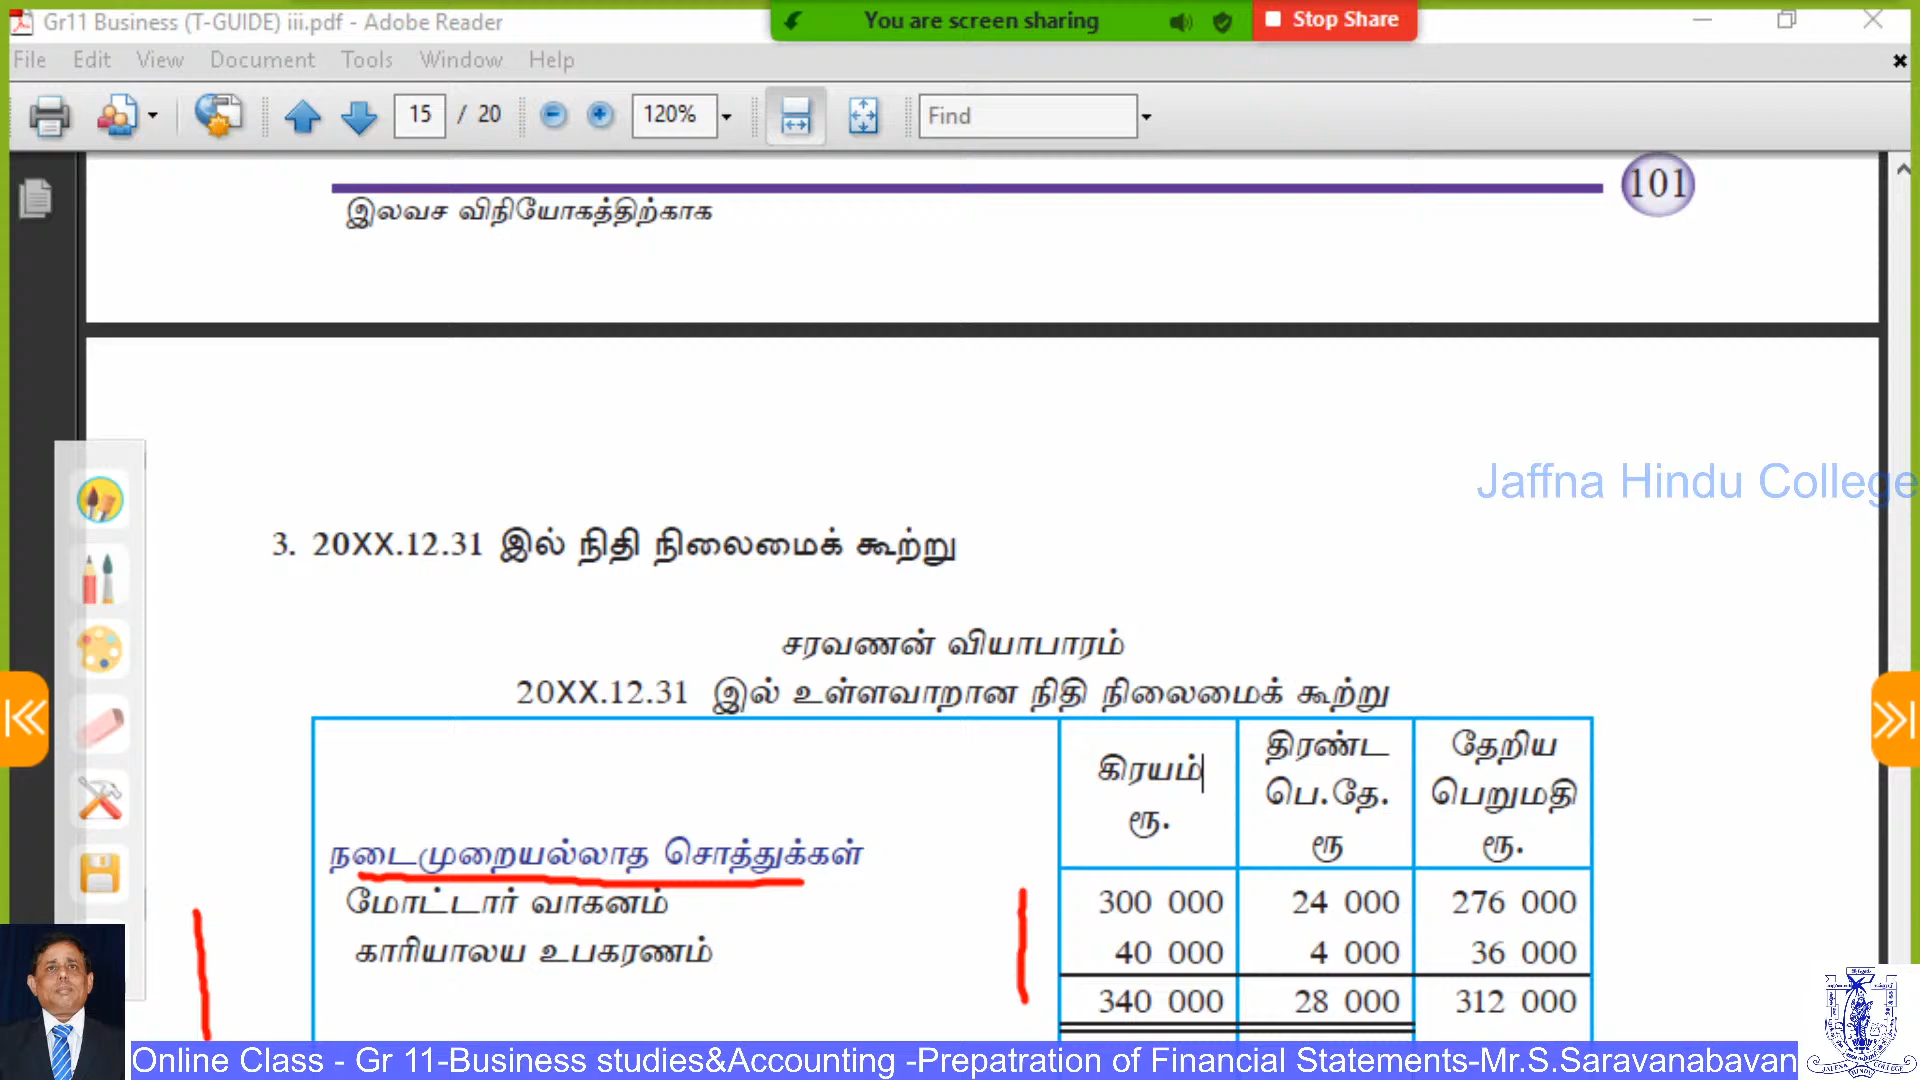 Gr11 Business (T-GUIDE) iii.pdf - Adobe Reader
You are screen sharing
Stop Share
File Edit View Document Tools Window Help
15 / 20 120% Find
101
இலவச விநியோகத்திற்காக
Jaffna Hindu College
3. 20XX.12.31 இல் நிதி நிலைமைக் கூற்று
சரவணன் வியாபாரம்
20XX.12.31 இல் உள்ளவாறான நிதி நிலைமைக் கூற்று
கிரயம் ரூ.
திரண்ட பெ.தே. ரூ
தேறிய பெறுமதி ரூ.
நடைமுறையல்லாத சொத்துக்கள்
மோட்டார் வாகனம் 300 000 24 000 276 000
காரியாலய உபகரணம் 40 000 4 000 36 000
340 000 28 000 312 000
Online Class - Gr 11-Business studies&Accounting -Prepatration of Financial Statements-Mr.S.Saravanabavan